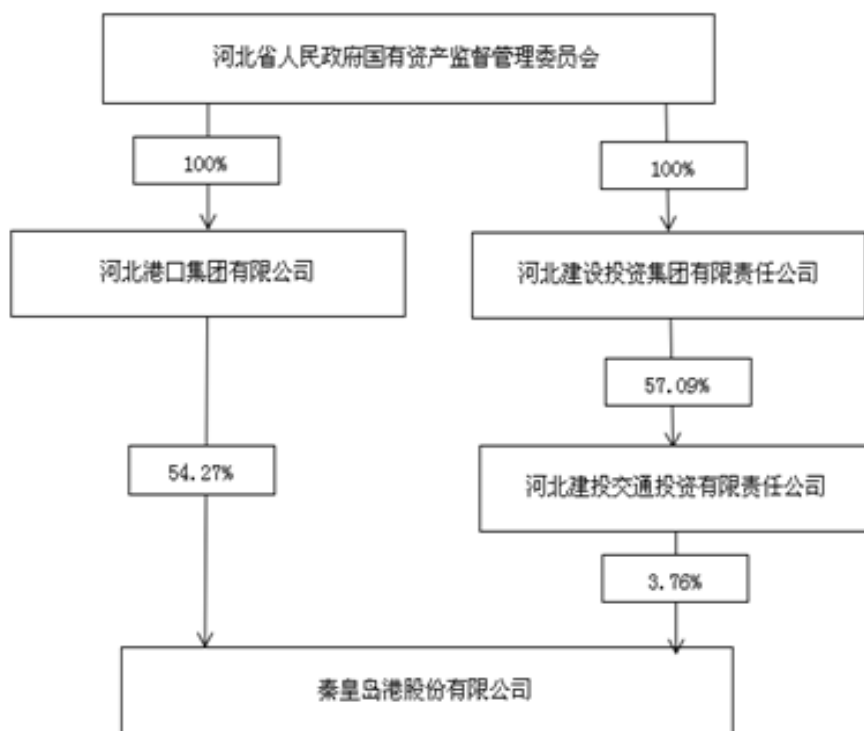 河北省人民政府国有资产监督管理委员会
100%
100%
河北港口集团有限公司
河北建设投资集团有限责任公司
57.09%
54.27%
河北建投交通投资有限责任公司
3.76%
秦皇岛港股份有限公司